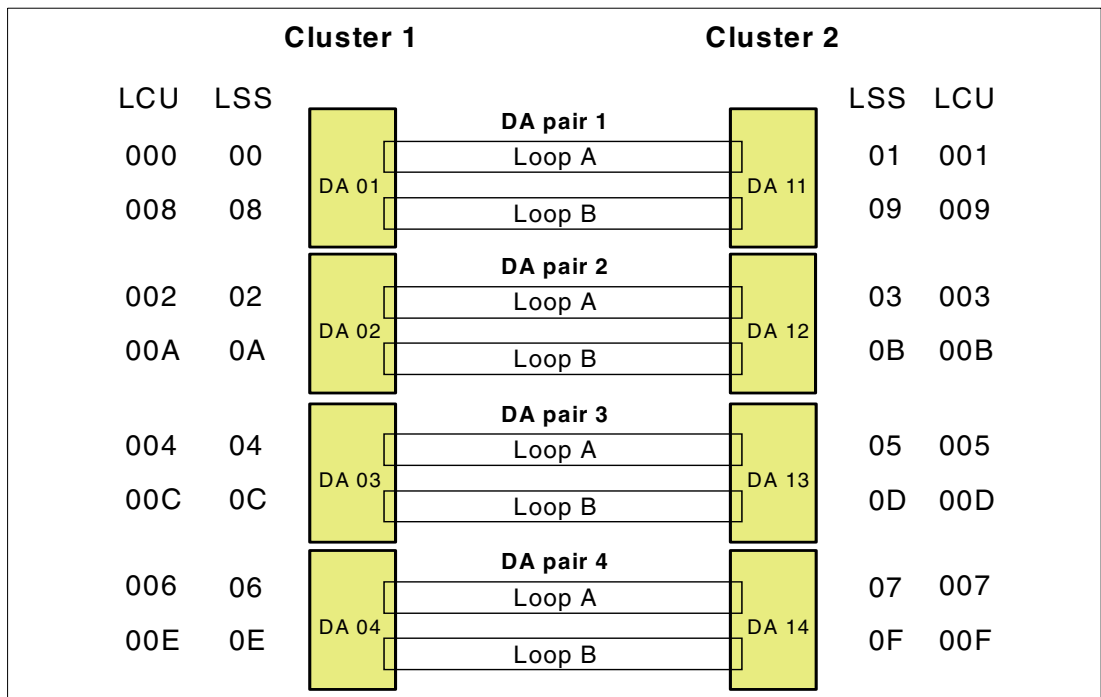 Cluster 1 Cluster 2
LCU LSS LSS LCU
DA pair 1
000 00 Loop A 01 001
DA 01 DA 11
008 08 Loop B 09 009
DA pair 2
002 02 Loop A 03 003
DA 02 DA 12
00A 0A Loop B 0B 00B
DA pair 3
004 04 Loop A 05 005
DA 03 DA 13
00C 0C Loop B 0D 00D
DA pair 4
006 06 Loop A 07 007
DA 04 DA 14
00E 0E Loop B 0F 00F